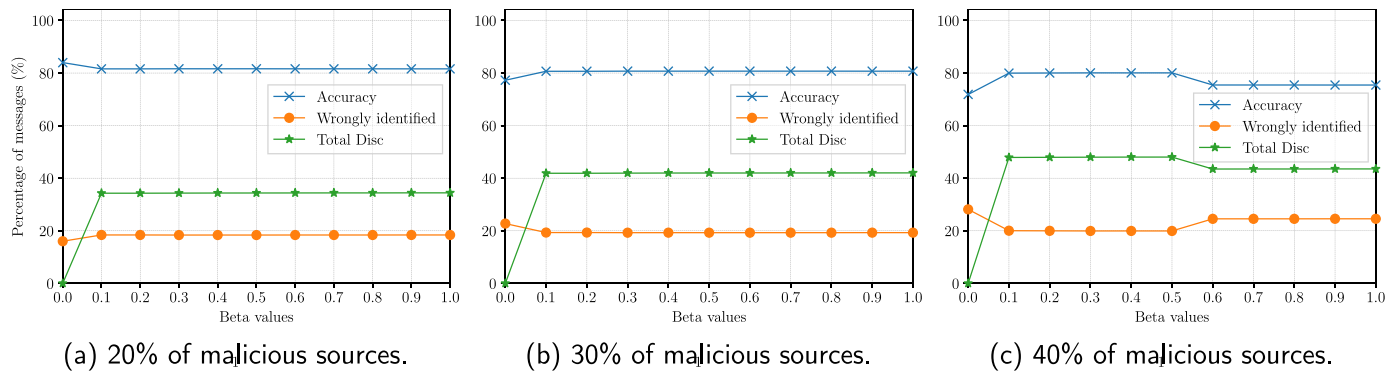 Percentage of messages (%)
100
80
60
40
20
0
0.0 0.1 0.2 0.3 0.4 0.5 0.6 0.7 0.8 0.9 1.0
Beta values
Accuracy
Wrongly identified
Total Disc
(a) 20% of malicious sources.
100
80
60
40
20
0
0.0 0.1 0.2 0.3 0.4 0.5 0.6 0.7 0.8 0.9 1.0
Beta values
Accuracy
Wrongly identified
Total Disc
(b) 30% of malicious sources.
100
80
60
40
20
0
0.0 0.1 0.2 0.3 0.4 0.5 0.6 0.7 0.8 0.9 1.0
Beta values
Accuracy
Wrongly identified
Total Disc
(c) 40% of malicious sources.